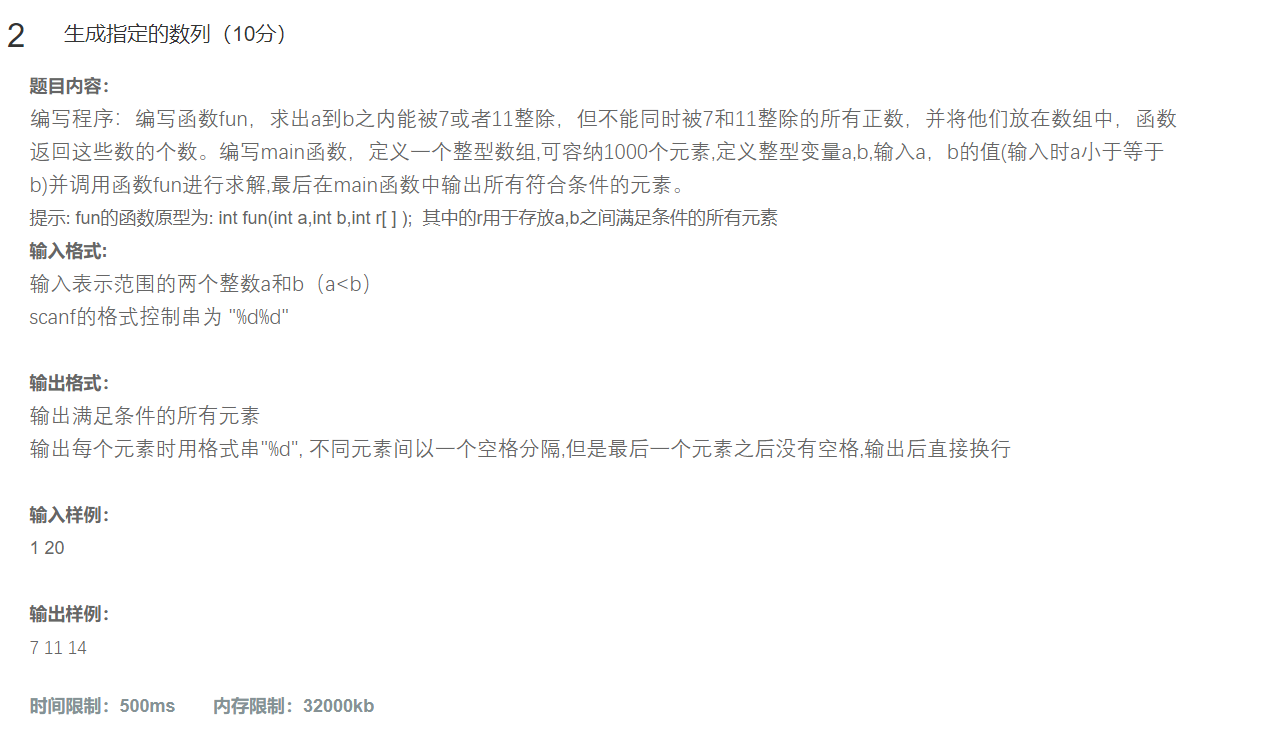 2 生成指定的数列（10分）
题目内容：
编写程序：编写函数fun，求出a到b之内能被7或者11整除，但不能同时被7和11整除的所有正数，并将他们放在数组中，函数
返回这些数的个数。编写main函数，定义一个整型数组,可容纳1000个元素,定义整型变量a,b,输入a，b的值(输入时a小于等于
b)并调用函数fun进行求解,最后在main函数中输出所有符合条件的元素。
提示: fun的函数原型为: int fun(int a,int b,int r[ ] ); 其中的r用于存放a,b之间满足条件的所有元素
输入格式:
输入表示范围的两个整数a和b（a<b）
scanf的格式控制串为 "%d%d"
输出格式：
输出满足条件的所有元素
输出每个元素时用格式串"%d", 不同元素间以一个空格分隔,但是最后一个元素之后没有空格,输出后直接换行
输入样例：
1 20
输出样例：
7 11 14
时间限制：500ms 内存限制：32000kb